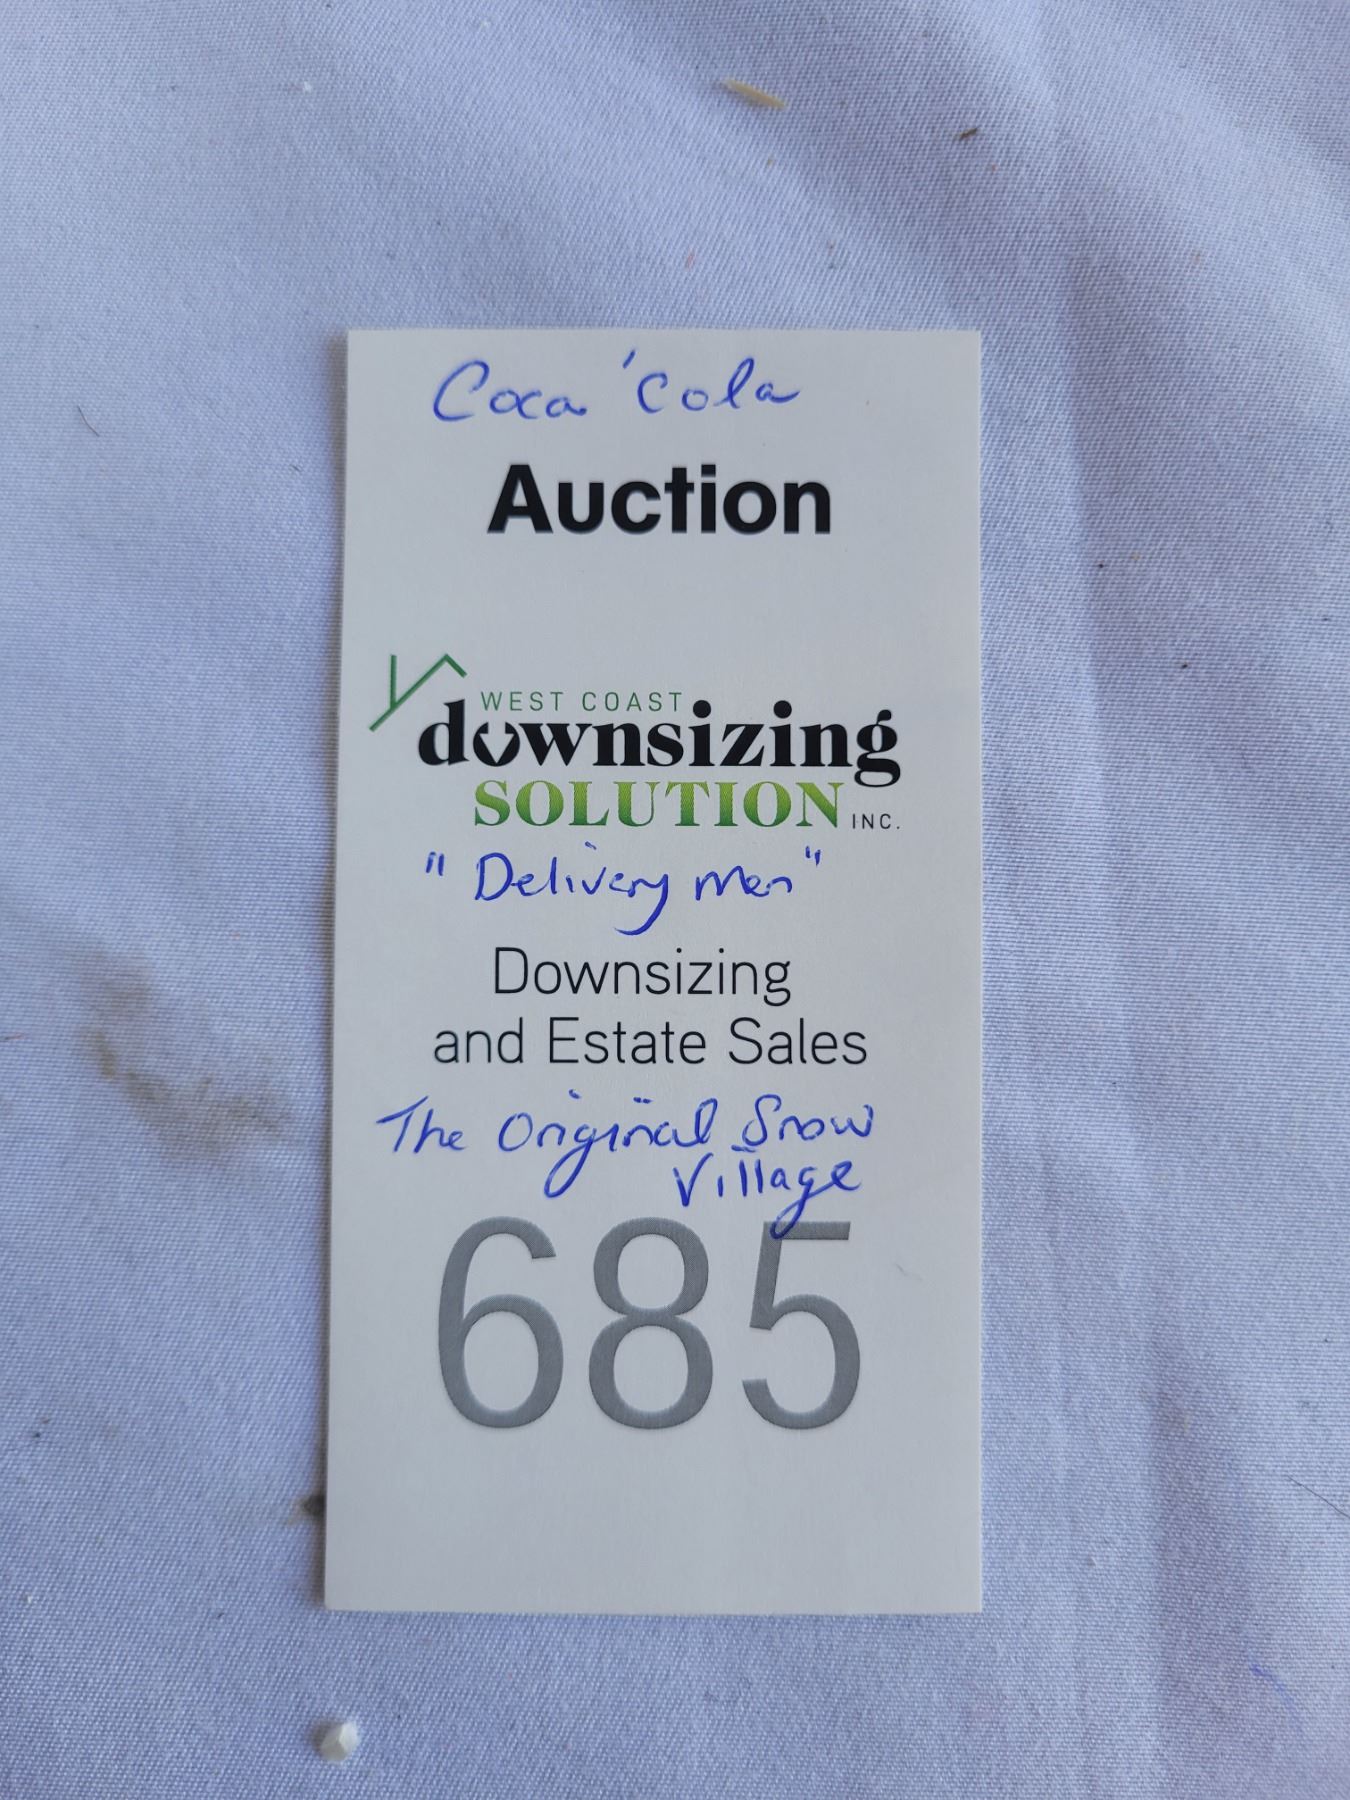 Coca 'Cola
Auction
WEST COAST
downsizing
SOLUTION INC.
"Delivery men"
Downsizing
and Estate Sales
The Original Snow
Village
685